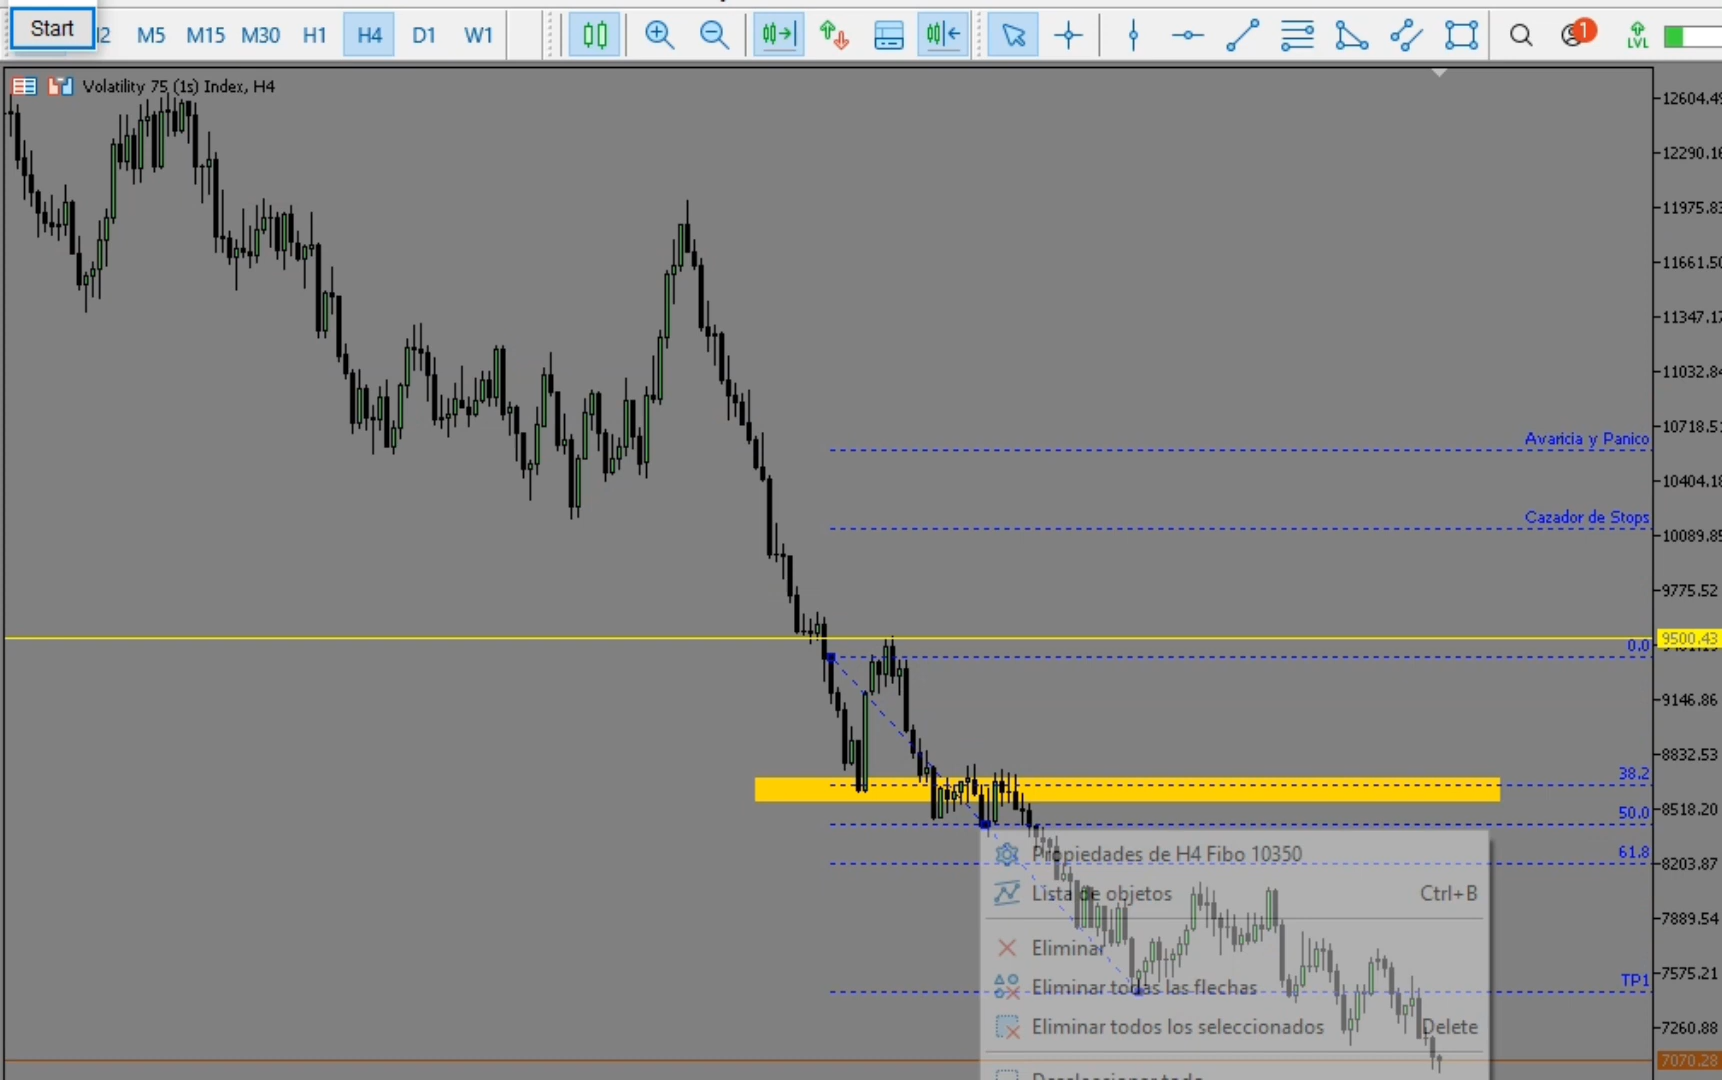 Start
M5 M15 M30 H1 H4 D1 W1
1
LVL
Volatility 75 (1s) Index, H4
12604.49
12290.16
11975.83
11661.50
11347.17
11032.84
Avaricia y Panico
10718.51
10404.18
Cazador de Stops
10089.85
9775.52
9500.43
0.0
9146.86
8832.53
38.2
50.0
8518.20
61.8
8203.87
Propiedades de H4 Fibo 10350
Lista de objetos Ctrl+B
7889.54
Eliminar
7575.21
TP1
Eliminar todas las flechas
Eliminar todos los seleccionados Delete
7260.88
7070.28